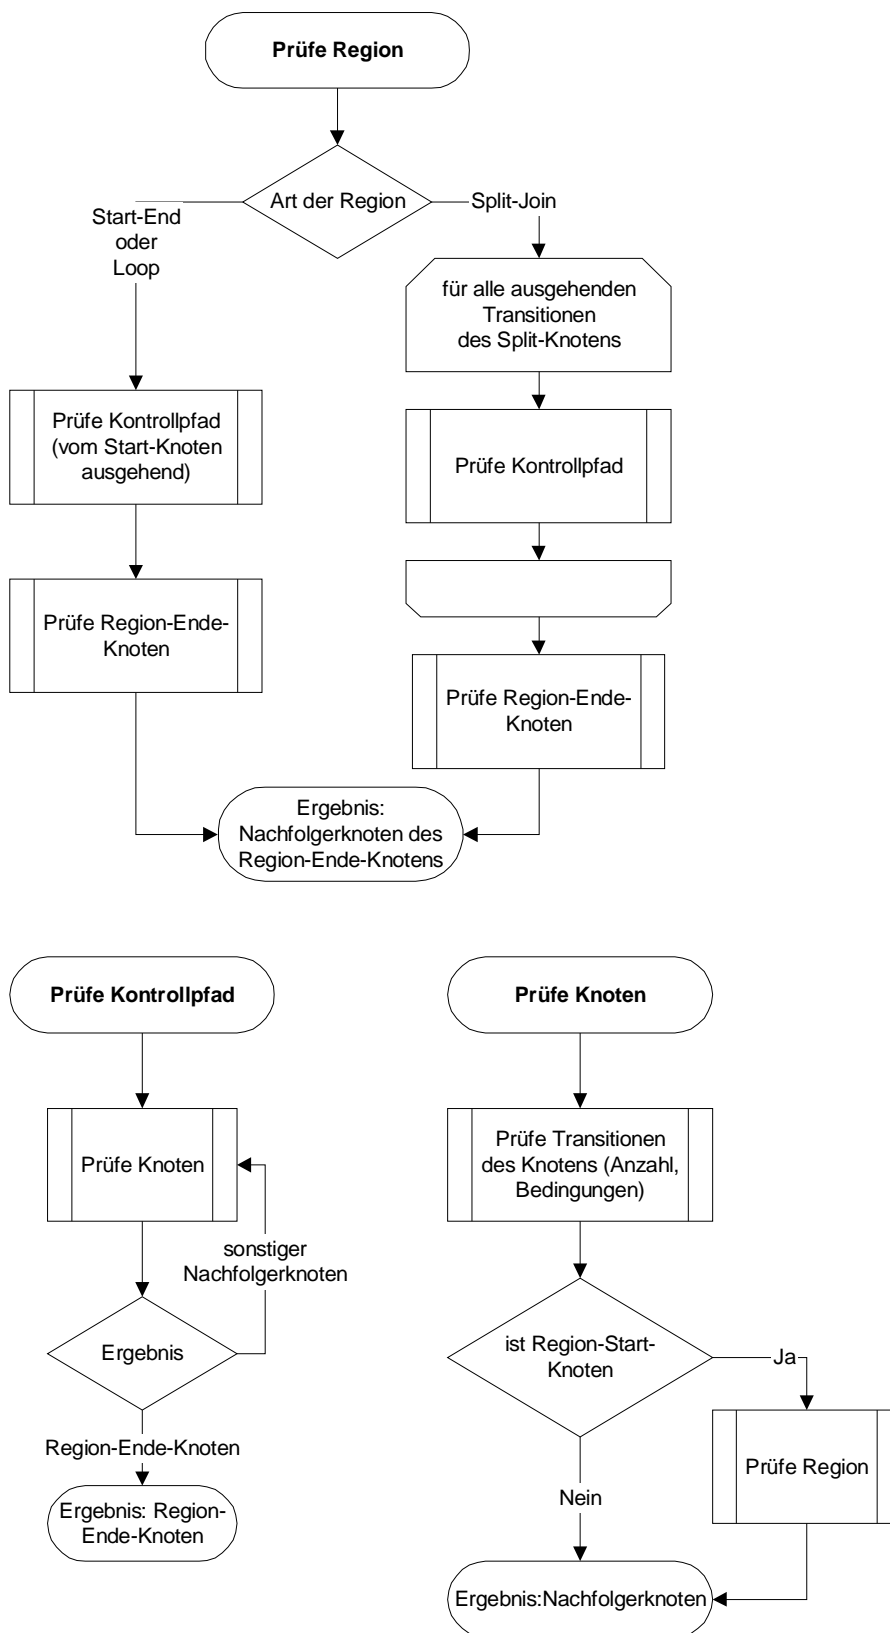 Prüfe Region
Art der Region
Start-End
oder
Loop
Split-Join
für alle ausgehenden
Transitionen
des Split-Knotens
Prüfe Kontrollpfad
(vom Start-Knoten
ausgehend)
Prüfe Kontrollpfad
Prüfe Region-Ende-
Knoten
Prüfe Region-Ende-
Knoten
Ergebnis:
Nachfolgerknoten des
Region-Ende-Knotens
Prüfe Kontrollpfad
Prüfe Knoten
sonstiger
Nachfolgerknoten
Ergebnis
Region-Ende-Knoten
Ergebnis: Region-
Ende-Knoten
Prüfe Knoten
Prüfe Transitionen
des Knotens (Anzahl,
Bedingungen)
ist Region-Start-
Knoten
Ja
Prüfe Region
Nein
Ergebnis:Nachfolgerknoten